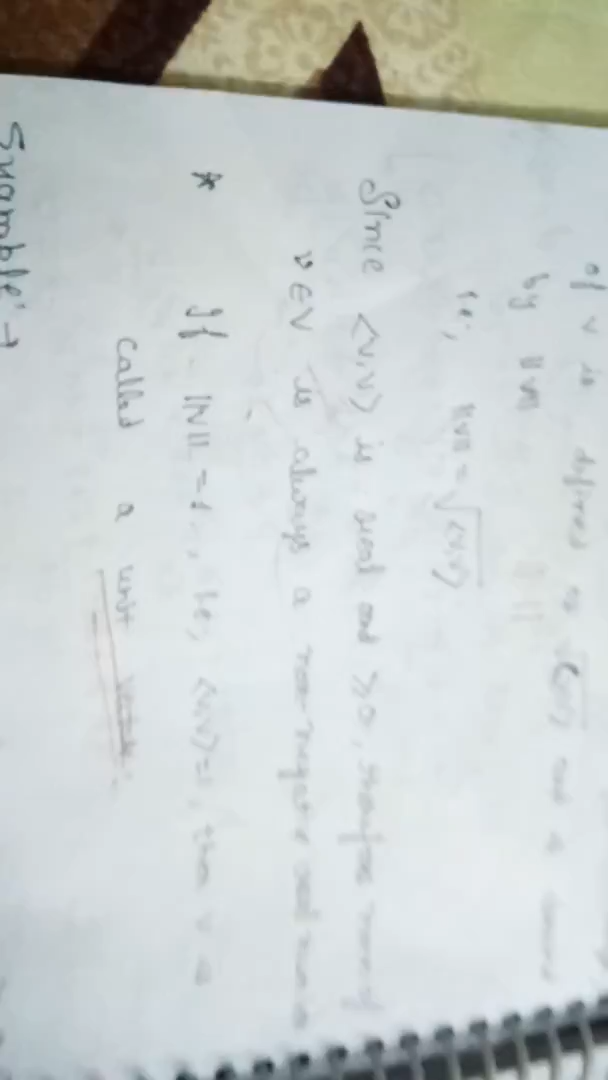 of v is defined as √⟨v,v⟩ and is denoted
by ||v||
i.e., ||v|| = √⟨v,v⟩
Since ⟨v,v⟩ is real and ≥ 0, therefore norm of
v ∈ V is always a non-negative real number
* If ||v|| = 1, i.e., ⟨v,v⟩ = 1, then v is
called a unit vector.
Example: →